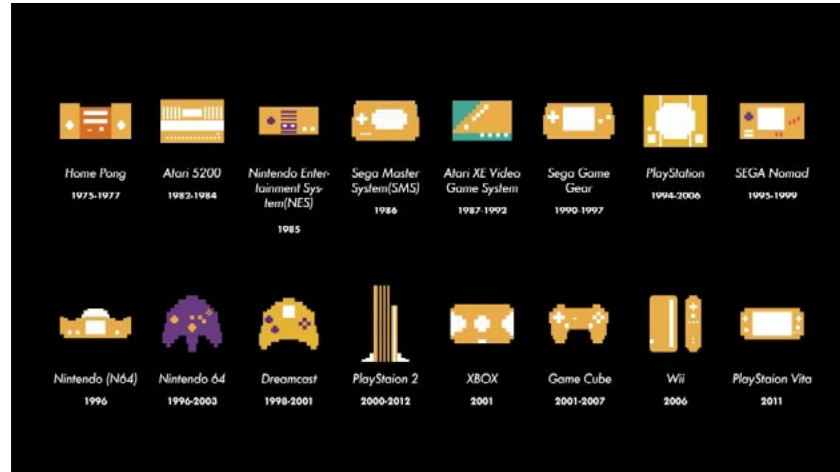 Home Pong
1975-1977
Atari 5200
1982-1984
Nintendo Enter-
tainment Sys-
tem(NES)
1985
Sega Master
System(SMS)
1986
Atari XE Video
Game System
1987-1992
Sega Game
Gear
1990-1997
PlayStation
1994-2006
SEGA Nomad
1995-1999
Nintendo (N64)
1996
Nintendo 64
1996-2003
Dreamcast
1998-2001
PlayStaion 2
2000-2012
XBOX
2001
Game Cube
2001-2007
Wii
2006
PlayStaion Vita
2011